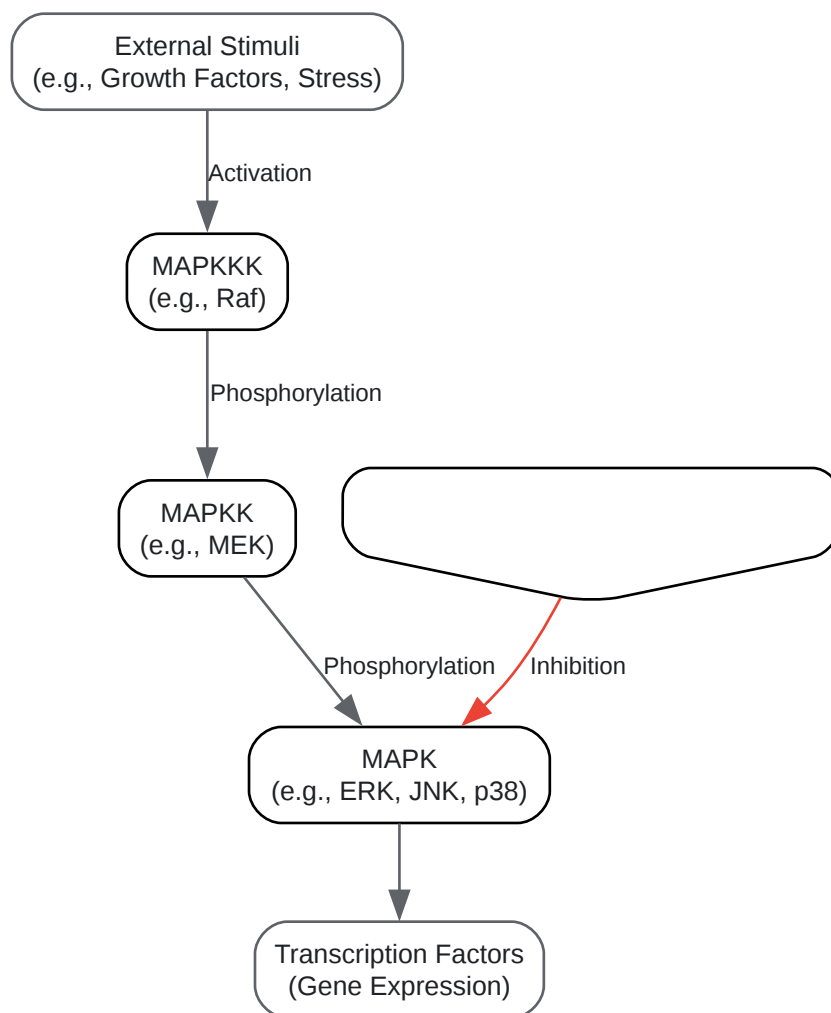 External Stimuli
(e.g., Growth Factors, Stress)
Activation
MAPKKK
(e.g., Raf)
Phosphorylation
MAPKK
(e.g., MEK)
Phosphorylation
Inhibition
MAPK
(e.g., ERK, JNK, p38)
Transcription Factors
(Gene Expression)